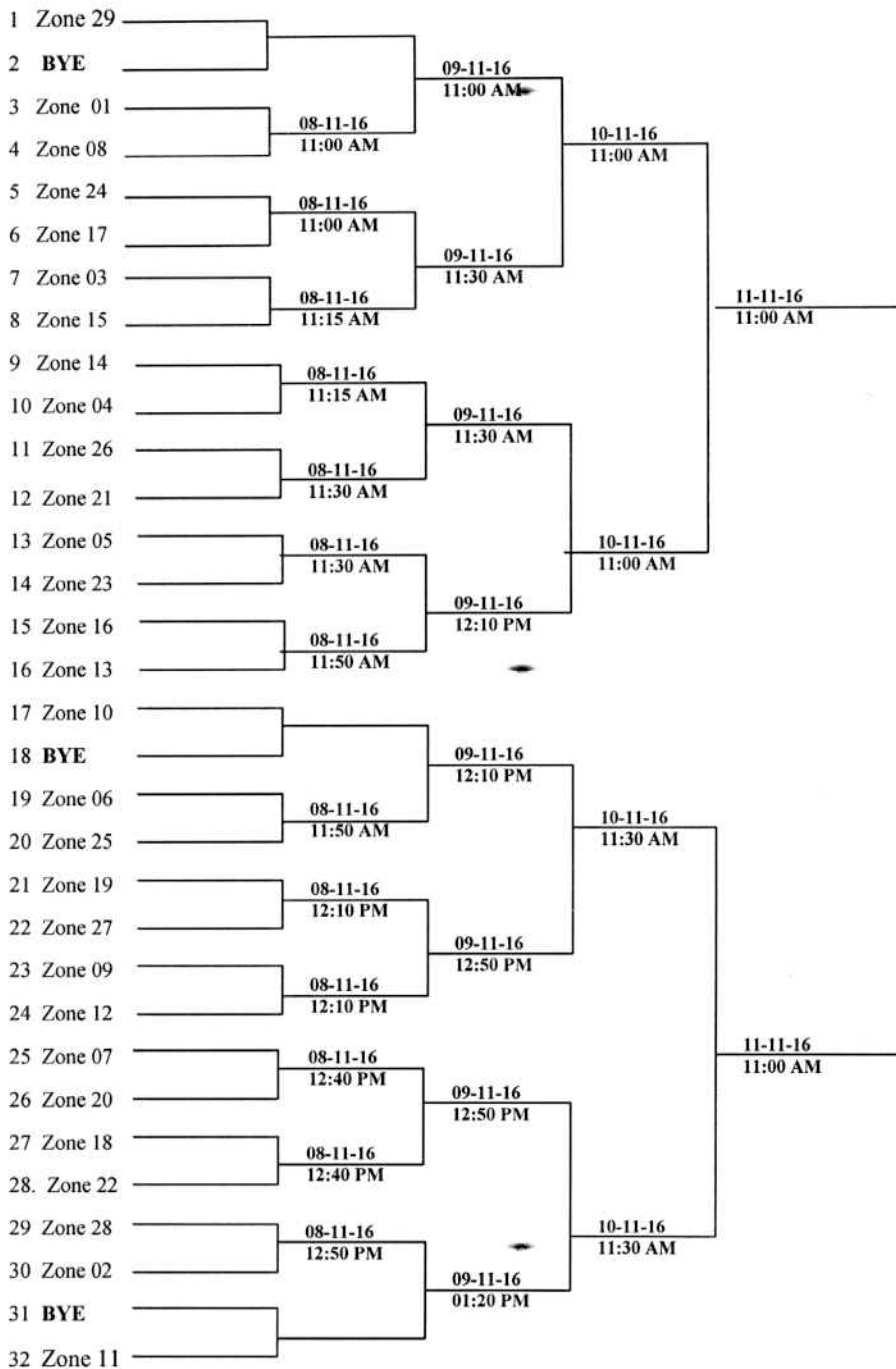 1 Zone 29
2 BYE
3 Zone 01
4 Zone 08
5 Zone 24
6 Zone 17
7 Zone 03
8 Zone 15
9 Zone 14
10 Zone 04
11 Zone 26
12 Zone 21
13 Zone 05
14 Zone 23
15 Zone 16
16 Zone 13
17 Zone 10
18 BYE
19 Zone 06
20 Zone 25
21 Zone 19
22 Zone 27
23 Zone 09
24 Zone 12
25 Zone 07
26 Zone 20
27 Zone 18
28. Zone 22
29 Zone 28
30 Zone 02
31 BYE
32 Zone 11
08-11-16
11:00 AM
08-11-16
11:00 AM
08-11-16
11:15 AM
08-11-16
11:15 AM
08-11-16
11:30 AM
08-11-16
11:30 AM
08-11-16
11:50 AM
08-11-16
11:50 AM
08-11-16
12:10 PM
08-11-16
12:10 PM
08-11-16
12:40 PM
08-11-16
12:40 PM
08-11-16
12:50 PM
09-11-16
11:00 AM
09-11-16
11:30 AM
09-11-16
11:30 AM
09-11-16
12:10 PM
09-11-16
12:10 PM
09-11-16
12:50 PM
09-11-16
12:50 PM
09-11-16
01:20 PM
10-11-16
11:00 AM
10-11-16
11:00 AM
10-11-16
11:30 AM
10-11-16
11:30 AM
11-11-16
11:00 AM
11-11-16
11:00 AM